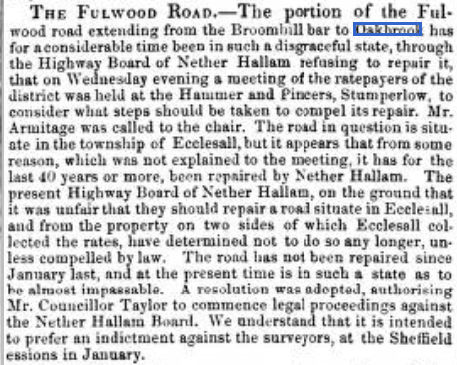 THE FULWOOD ROAD.—The portion of the Ful-
wood road extending from the Broomhill bar to Oakbrook has
for a considerable time been in such a disgraceful state, through
the Highway Board of Nether Hallam refusing to repair it,
that on Wednesday evening a meeting of the ratepayers of the
district was held at the Hammer and Pincers, Stumperlow, to
consider what steps should be taken to compel its repair. Mr.
Armitage was called to the chair. The road in question is situ-
ate in the township of Ecclesall, but it appears that from some
reason, which was not explained to the meeting, it has for the
last 40 years or more, been repaired by Nether Hallam. The
present Highway Board of Nether Hallam, on the ground that
it was unfair that they should repair a road situate in Ecclesall,
and from the property on two sides of which Ecclesall col-
lected the rates, have determined not to do so any longer, un-
less compelled by law. The road has not been repaired since
January last, and at the present time is in such a state as to
be almost impassable. A resolution was adopted, authorising
Mr. Councillor Taylor to commence legal proceedings against
the Nether Hallam Board. We understand that it is intended
to prefer an indictment against the surveyors, at the Sheffield
essions in January.